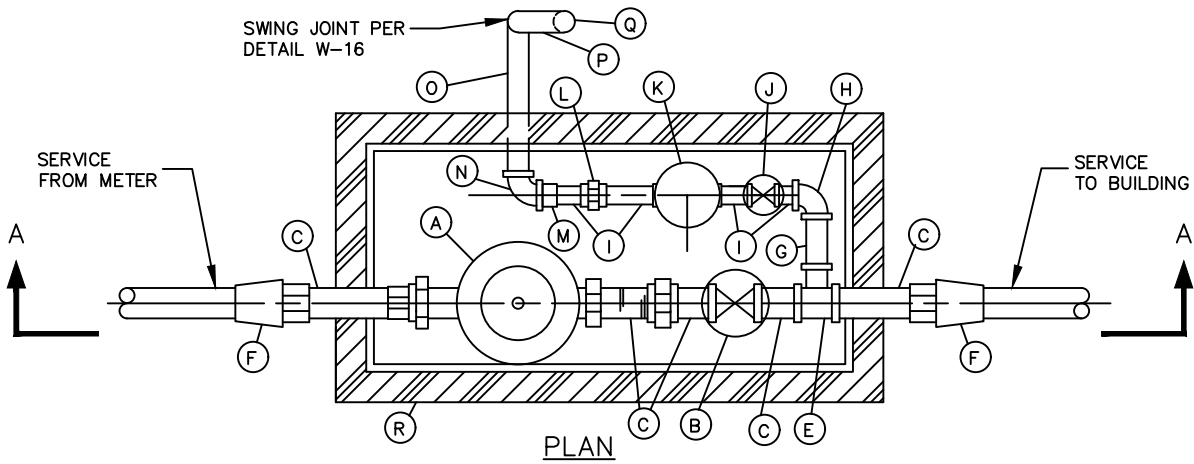 SWING JOINT PER
DETAIL W-16
Q
P
O
L
K
J
H
SERVICE
FROM METER
SERVICE
TO BUILDING
N
A
M
I
I
G
A
C
C
A
F
F
R
C
B
C
E
PLAN